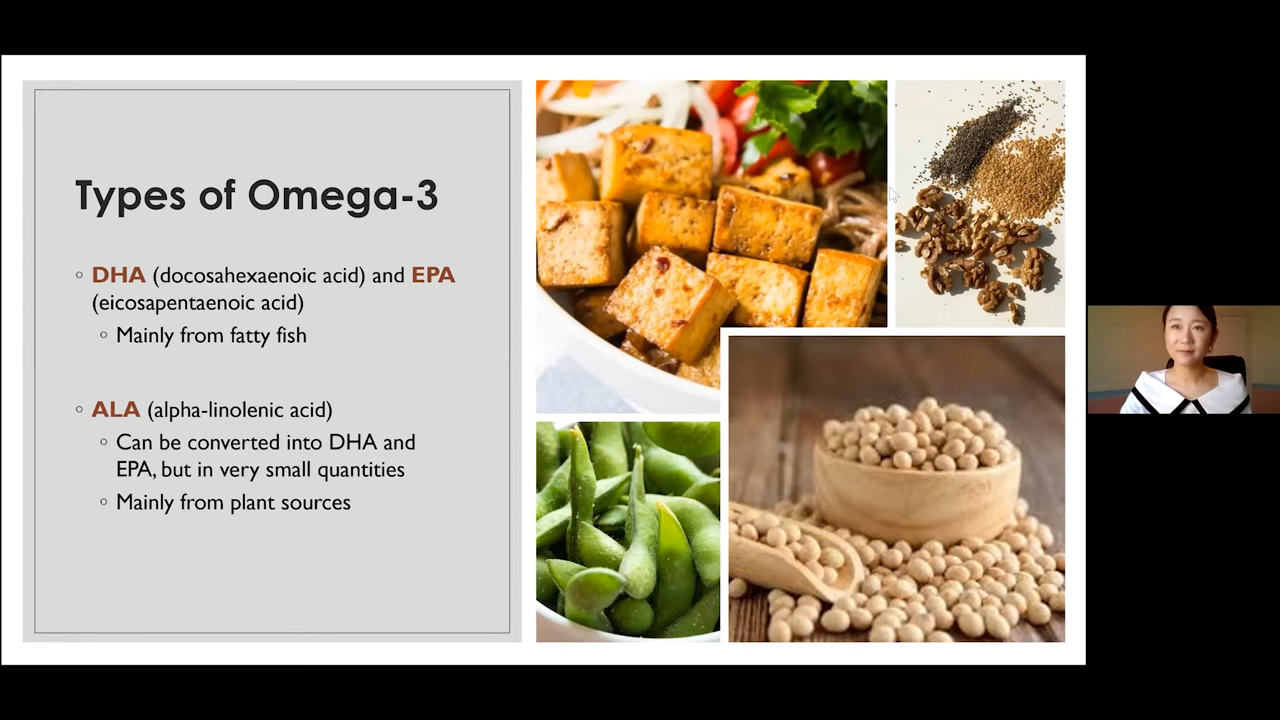 Types of Omega-3
DHA (docosahexaenoic acid) and EPA
(eicosapentaenoic acid)
Mainly from fatty fish
ALA (alpha-linolenic acid)
Can be converted into DHA and
EPA, but in very small quantities
Mainly from plant sources